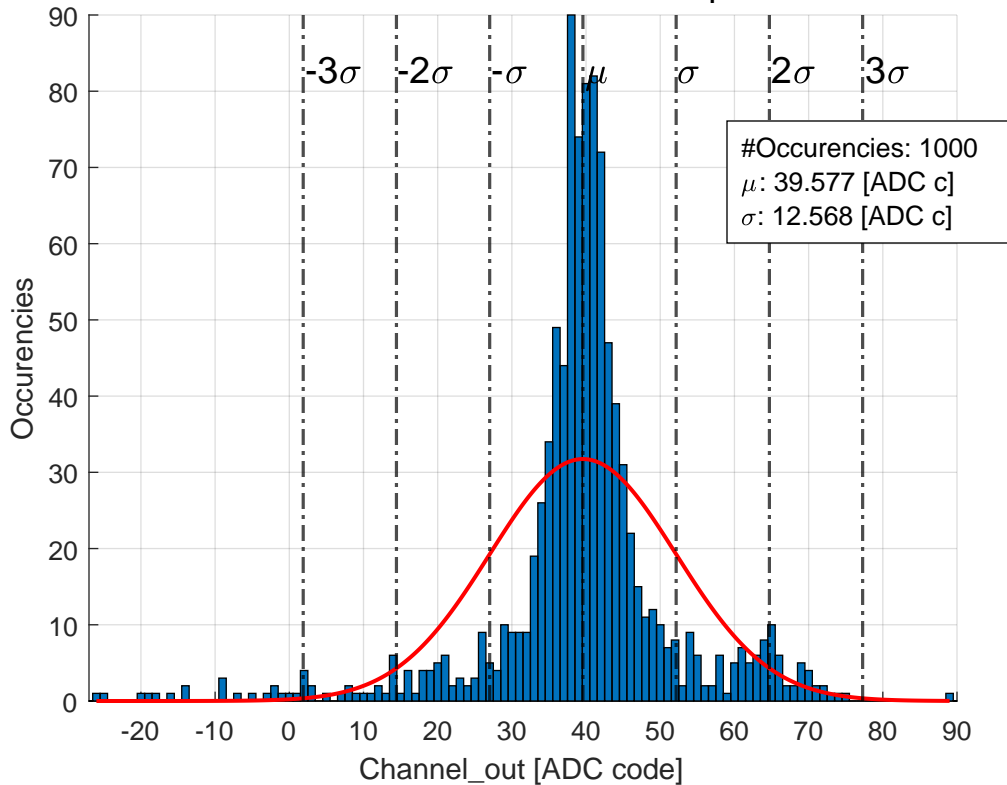 90
80
70
60
50
40
30
20
10
0
Occurencies
-3σ
-2σ
-σ
μ
σ
2σ
3σ
#Occurencies: 1000
μ: 39.577 [ADC c]
σ: 12.568 [ADC c]
-20 -10 0 10 20 30 40 50 60 70 80 90
Channel_out [ADC code]